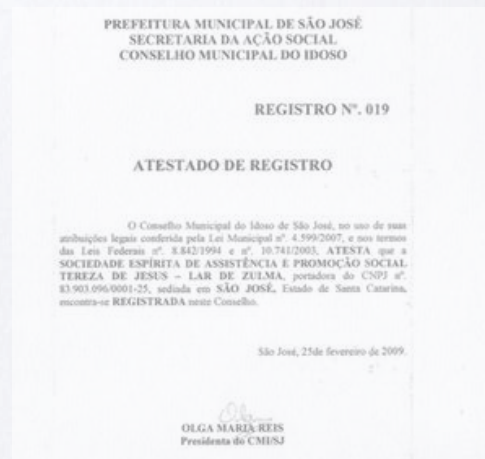 PREFEITURA MUNICIPAL DE SÃO JOSÉ
SECRETARIA DA AÇÃO SOCIAL
CONSELHO MUNICIPAL DO IDOSO
REGISTRO Nº. 019
ATESTADO DE REGISTRO
O Conselho Municipal do Idoso de São José, no uso de suas
atribuições legais conferida pela Lei Municipal nº. 4.599/2007, e nos termos
das Leis Federais nº. 8.842/1994 e nº. 10.741/2003, ATESTA que a
SOCIEDADE ESPÍRITA DE ASSISTÊNCIA E PROMOÇÃO SOCIAL
TEREZA DE JESUS – LAR DE ZULMA, portadora do CNPJ nº.
83.903.096/0001-25, sediada em SÃO JOSÉ, Estado de Santa Catarina,
encontra-se REGISTRADA neste Conselho.
São José, 25de fevereiro de 2009.
OLGA MARIA REIS
Presidenta do CMI/SJ